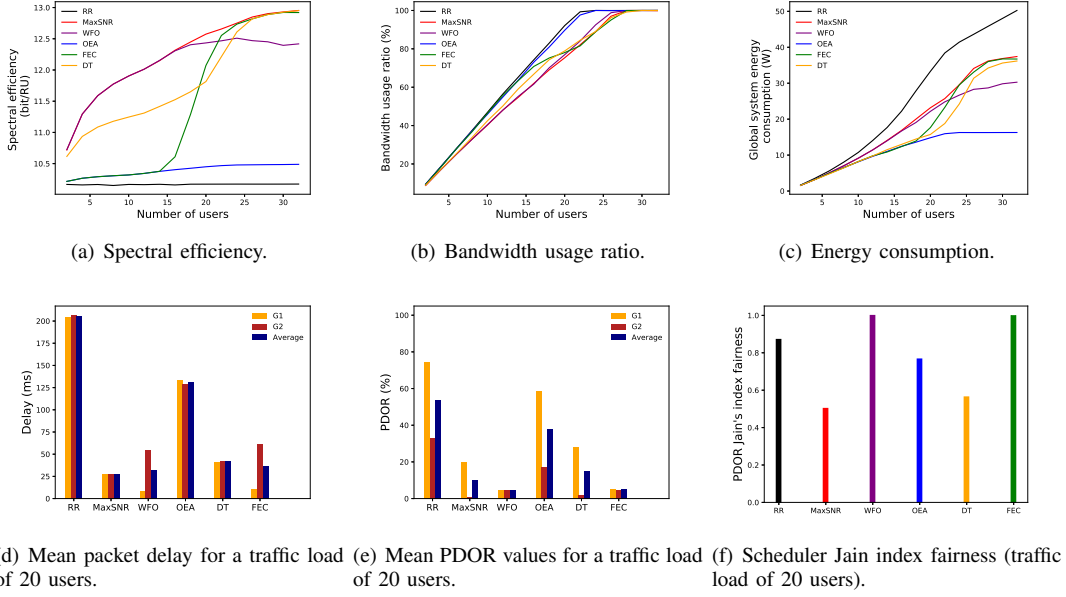 RR
MaxSNR
WFO
OEA
FEC
DT
13.0
12.5
12.0
11.5
11.0
10.5
5 10 15 20 25 30
Number of users
Spectral efficiency
(bit/RU)
(a) Spectral efficiency.
RR
MaxSNR
WFO
OEA
FEC
DT
100
80
60
40
20
5 10 15 20 25 30
Number of users
Bandwidth usage ratio (%)
(b) Bandwidth usage ratio.
RR
MaxSNR
WFO
OEA
FEC
DT
50
40
30
20
10
0
5 10 15 20 25 30
Number of users
Global system energy
consumption (W)
(c) Energy consumption.
G1
G2
Average
200
175
150
125
100
75
50
25
0
RR MaxSNR WFO OEA DT FEC
Delay (ms)
(d) Mean packet delay for a traffic load
of 20 users.
G1
G2
Average
100
80
60
40
20
0
RR MaxSNR WFO OEA DT FEC
PDOR (%)
(e) Mean PDOR values for a traffic load
of 20 users.
1.0
0.8
0.6
0.4
0.2
0.0
RR MaxSNR WFO OEA DT FEC
PDOR Jain's index fairness
(f) Scheduler Jain index fairness (traffic
load of 20 users).